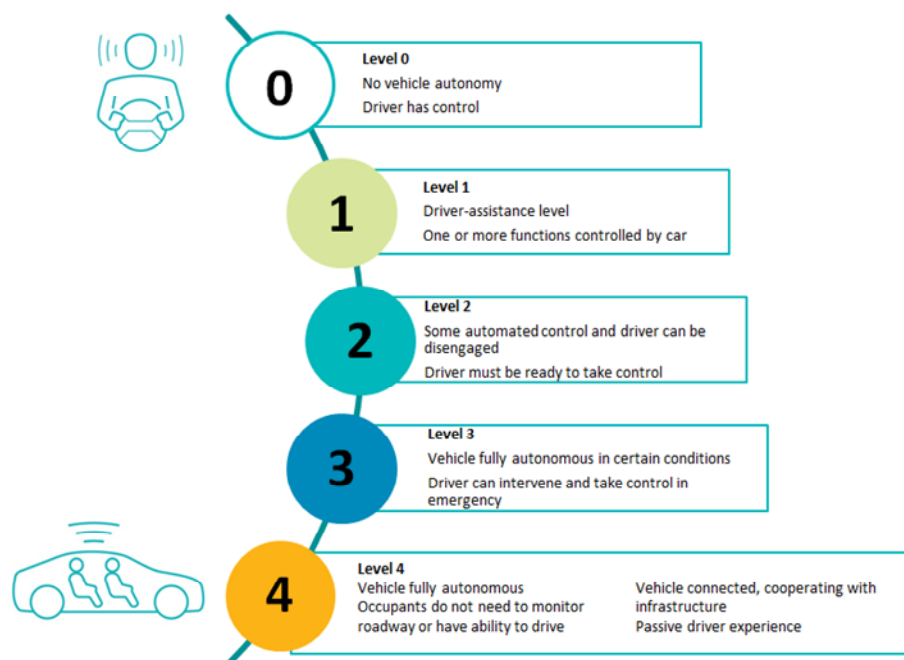 0
Level 0
No vehicle autonomy
Driver has control
1
Level 1
Driver-assistance level
One or more functions controlled by car
2
Level 2
Some automated control and driver can be
disengaged
Driver must be ready to take control
3
Level 3
Vehicle fully autonomous in certain conditions
Driver can intervene and take control in
emergency
4
Level 4
Vehicle fully autonomous
Occupants do not need to monitor
roadway or have ability to drive
Vehicle connected, cooperating with
infrastructure
Passive driver experience